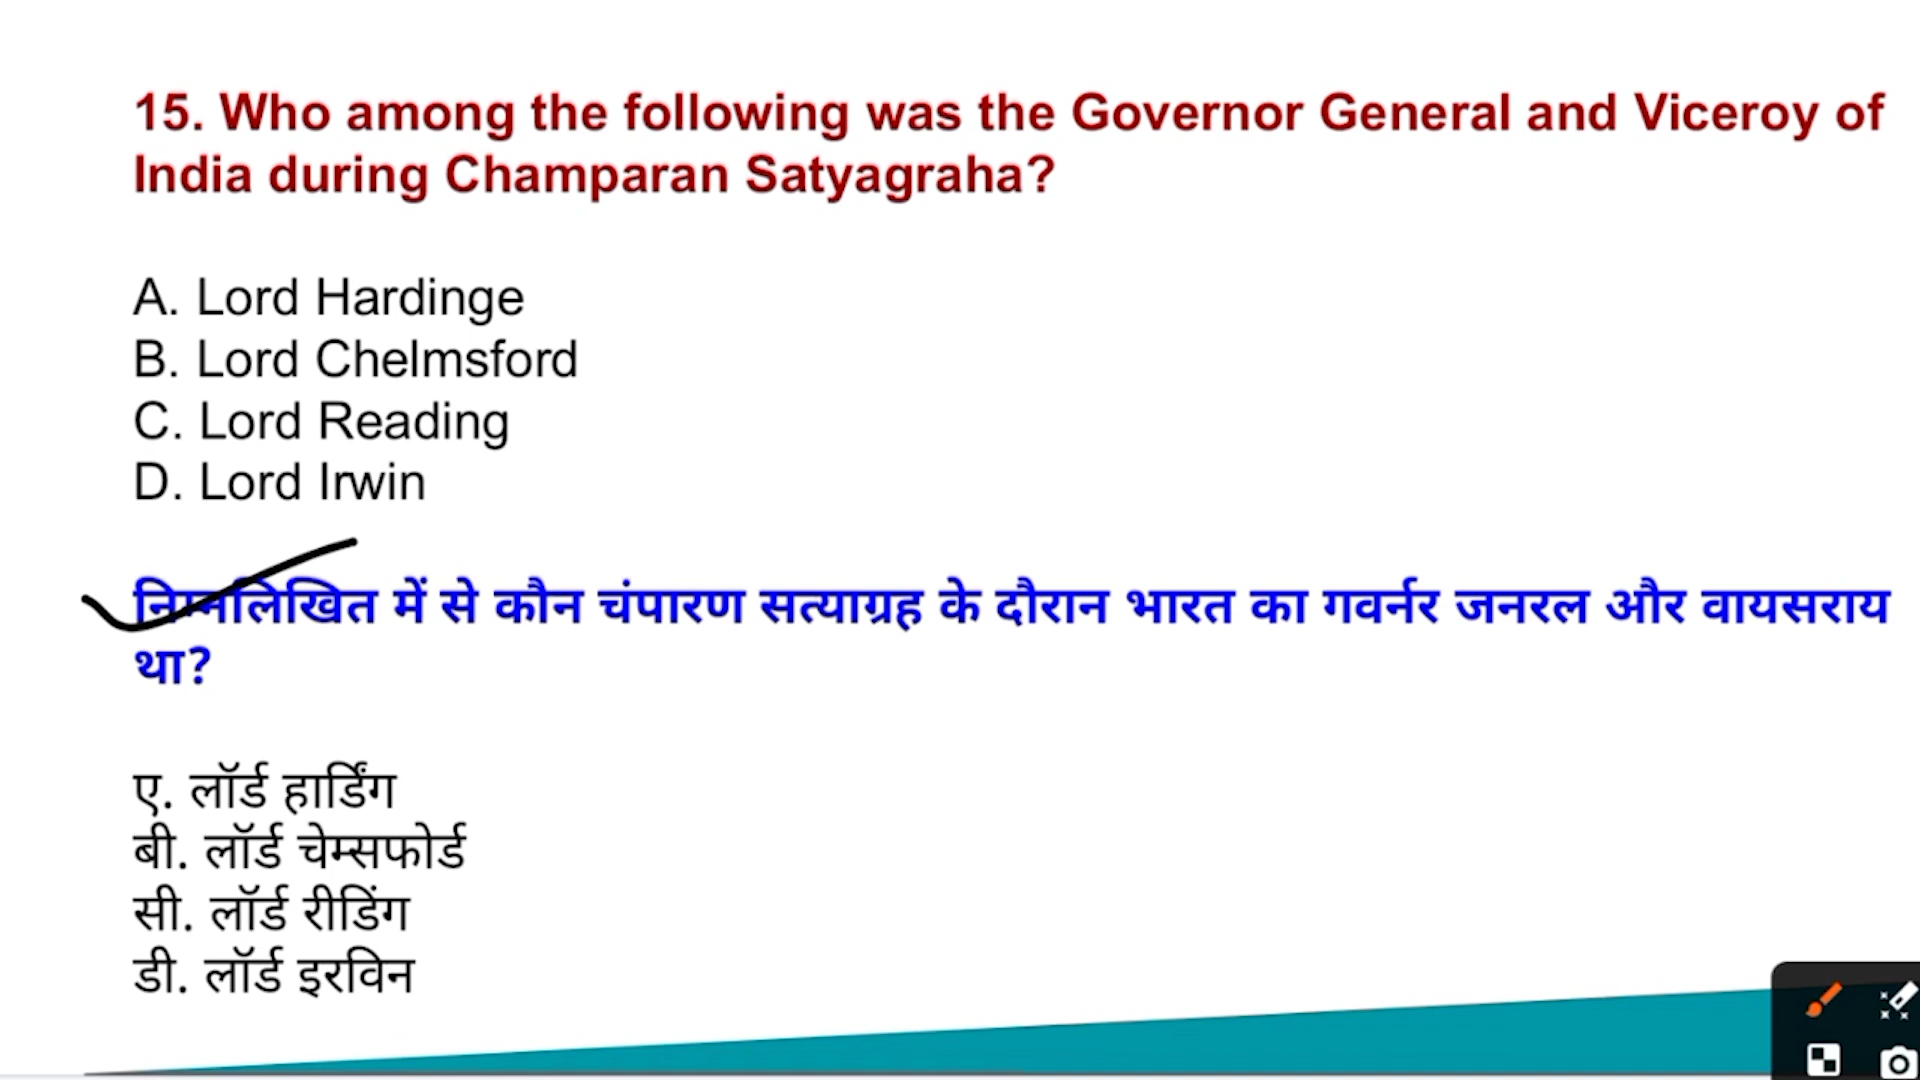 15. Who among the following was the Governor General and Viceroy of
India during Champaran Satyagraha?
A. Lord Hardinge
B. Lord Chelmsford
C. Lord Reading
D. Lord Irwin
निम्नलिखित में से कौन चंपारण सत्याग्रह के दौरान भारत का गवर्नर जनरल और वायसराय
था?
ए. लॉर्ड हार्डिंग
बी. लॉर्ड चेम्सफोर्ड
सी. लॉर्ड रीडिंग
डी. लॉर्ड इरविन